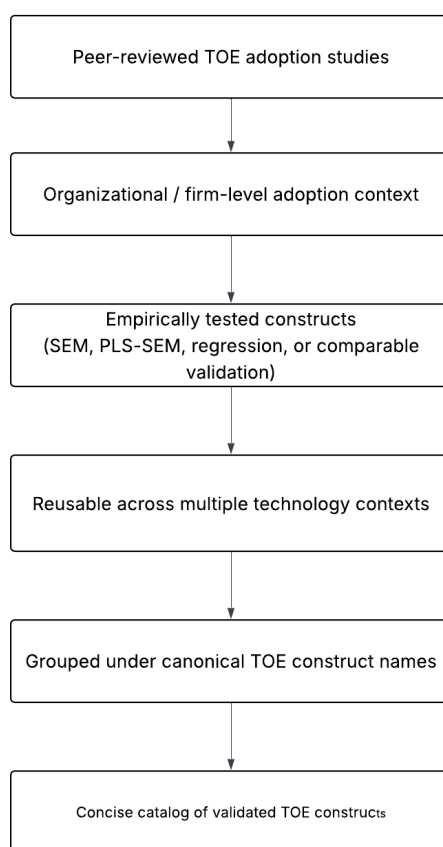 Peer-reviewed TOE adoption studies
Organizational / firm-level adoption context
Empirically tested constructs
(SEM, PLS-SEM, regression, or comparable
validation)
Reusable across multiple technology contexts
Grouped under canonical TOE construct names
Concise catalog of validated TOE constructs